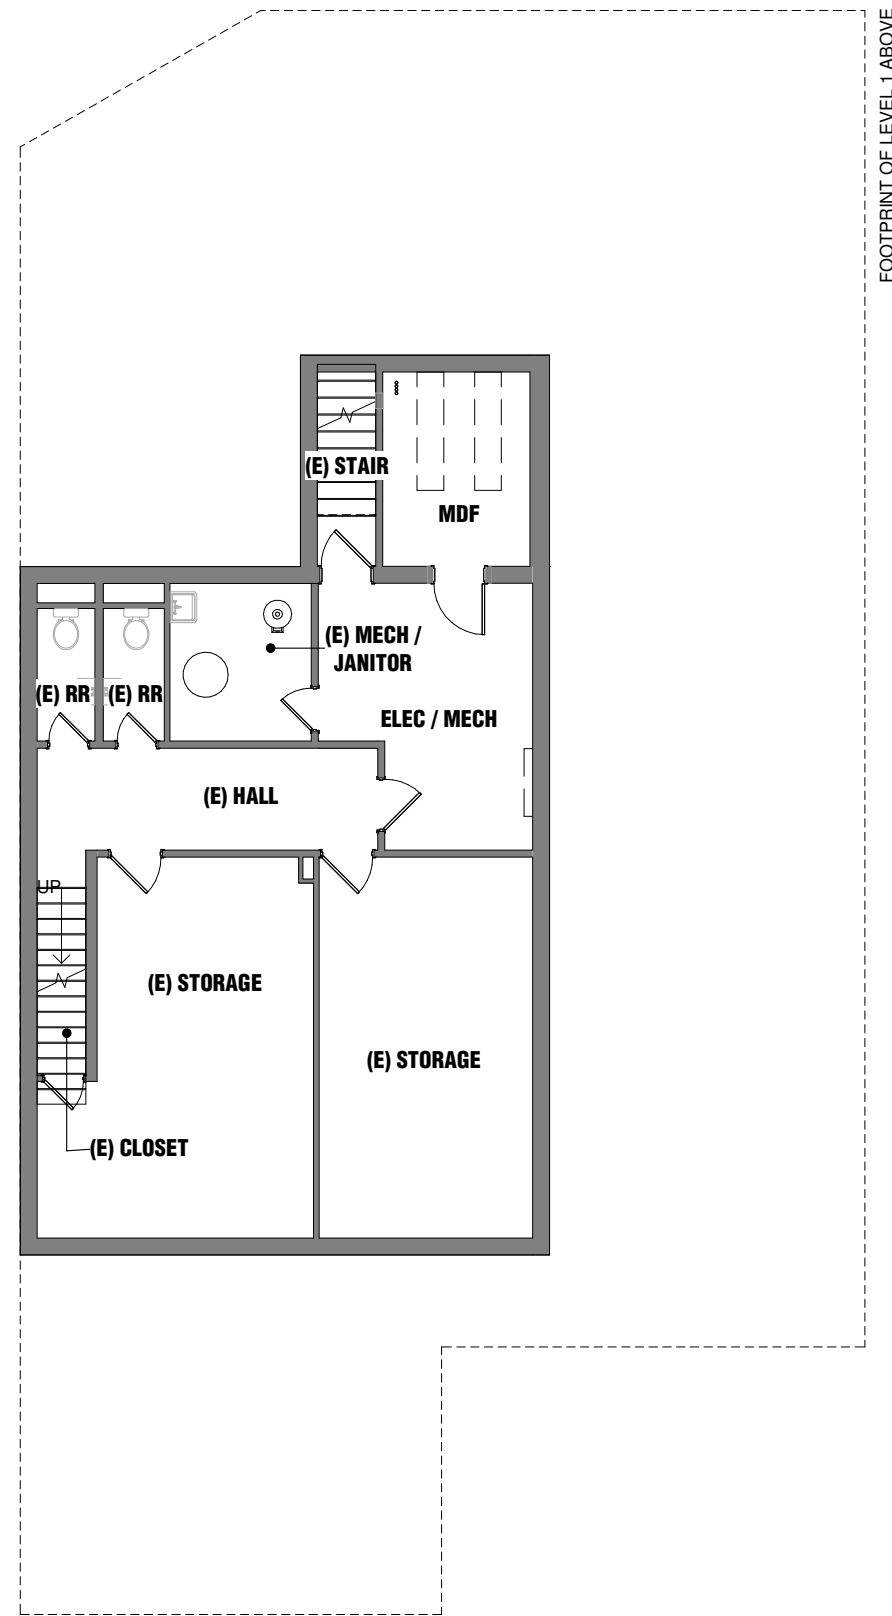 FOOTPRINT OF LEVEL 1 ABOVE
(E) STAIR
MDF
(E) MECH /
JANITOR
(E) RR
(E) RR
ELEC / MECH
(E) HALL
UP
(E) STORAGE
(E) STORAGE
(E) CLOSET